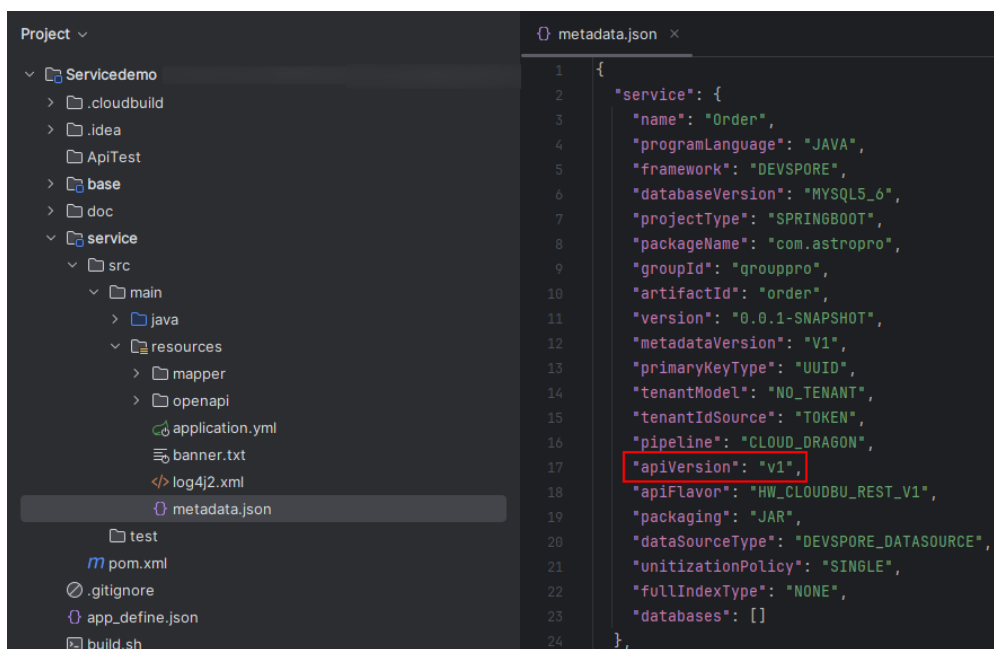 Project
Servicedemo
.cloudbuild
.idea
ApiTest
base
doc
service
src
main
java
resources
mapper
openapi
application.yml
banner.txt
log4j2.xml
metadata.json
test
pom.xml
.gitignore
app_define.json
build.sh
metadata.json
1 {
2 "service": {
3 "name": "Order",
4 "programLanguage": "JAVA",
5 "framework": "DEVSPORE",
6 "databaseVersion": "MYSQL5_6",
7 "projectType": "SPRINGBOOT",
8 "packageName": "com.astropro",
9 "groupId": "grouppro",
10 "artifactId": "order",
11 "version": "0.0.1-SNAPSHOT",
12 "metadataVersion": "V1",
13 "primaryKeyType": "UUID",
14 "tenantModel": "NO_TENANT",
15 "tenantIdSource": "TOKEN",
16 "pipeline": "CLOUD_DRAGON",
17 "apiVersion": "v1",
18 "apiFlavor": "HW_CLOUDBU_REST_V1",
19 "packaging": "JAR",
20 "dataSourceType": "DEVSPORE_DATASOURCE",
21 "unitizationPolicy": "SINGLE",
22 "fullIndexType": "NONE",
23 "databases": []
24 },